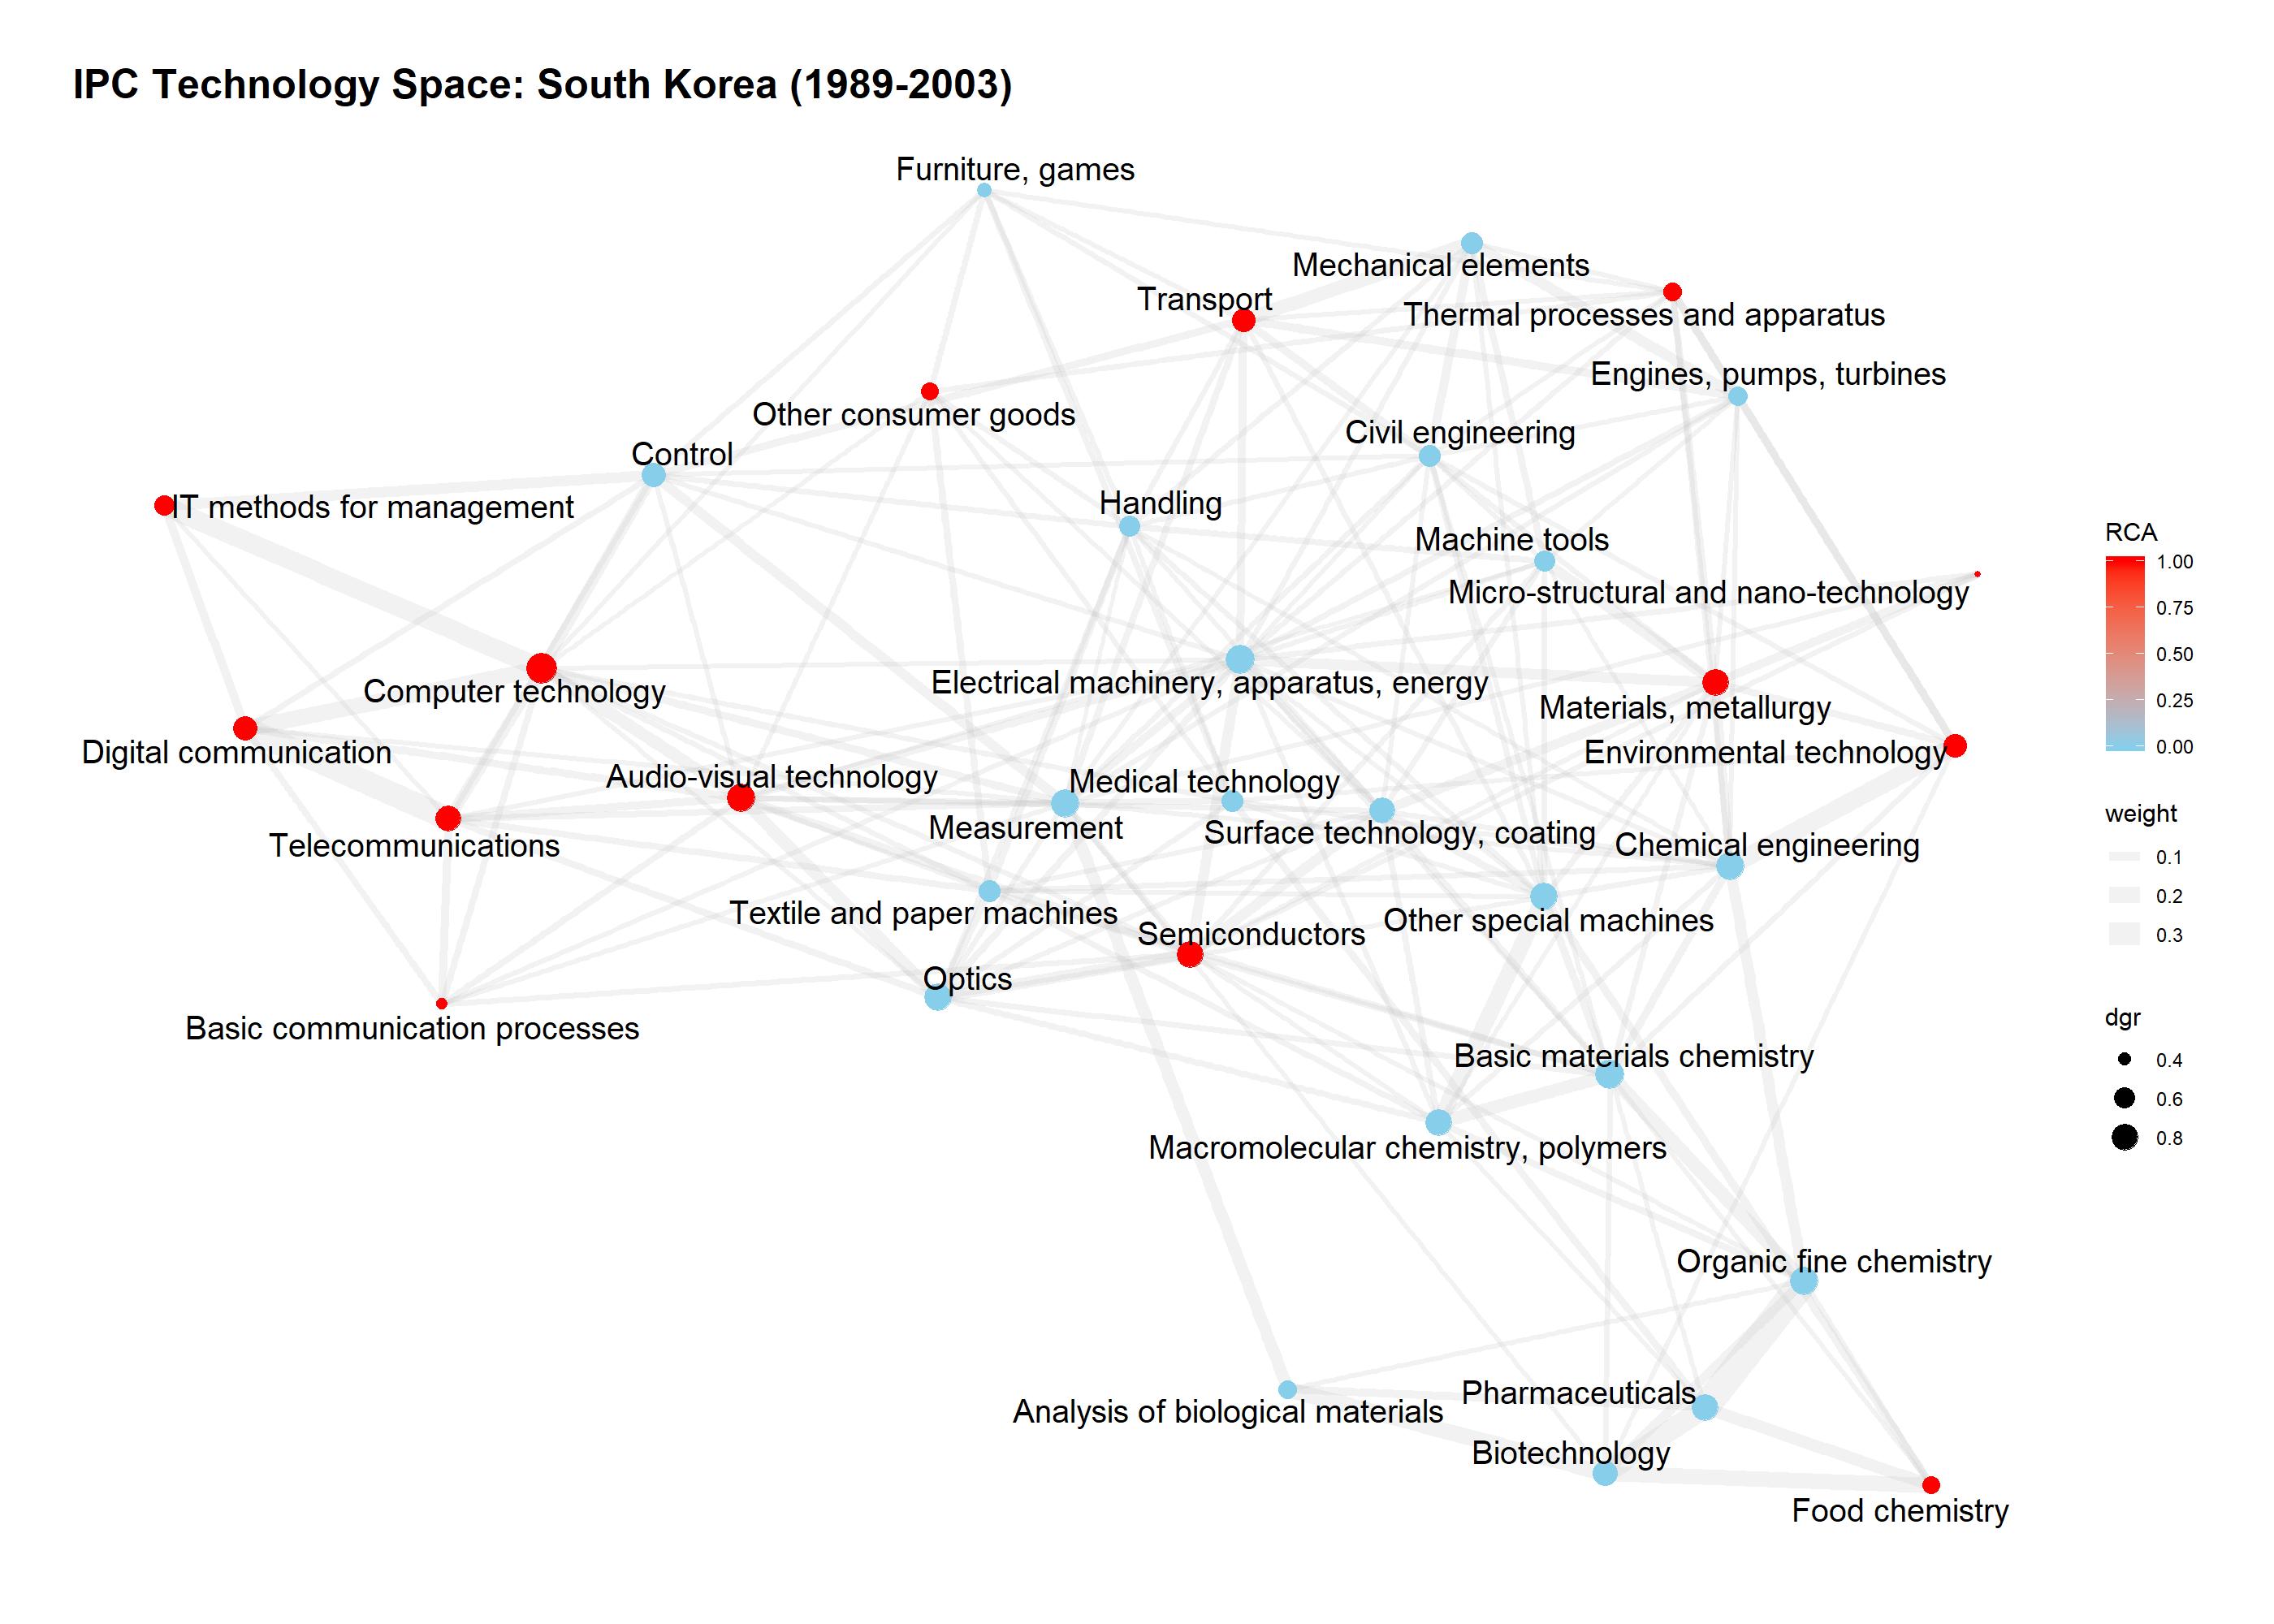 IPC Technology Space: South Korea (1989-2003)
Furniture, games
Mechanical elements
Transport
Thermal processes and apparatus
Engines, pumps, turbines
Other consumer goods
Civil engineering
Control
IT methods for management
Handling
Machine tools
Micro-structural and nano-technology
Computer technology
Electrical machinery, apparatus, energy
Materials, metallurgy
Digital communication
Environmental technology
Audio-visual technology
Medical technology
Measurement
Surface technology, coating
Telecommunications
Chemical engineering
Textile and paper machines
Other special machines
Semiconductors
Optics
Basic communication processes
Basic materials chemistry
Macromolecular chemistry, polymers
Organic fine chemistry
Pharmaceuticals
Analysis of biological materials
Biotechnology
Food chemistry
RCA
1.00
0.75
0.50
0.25
0.00
weight
0.1
0.2
0.3
dgr
0.4
0.6
0.8